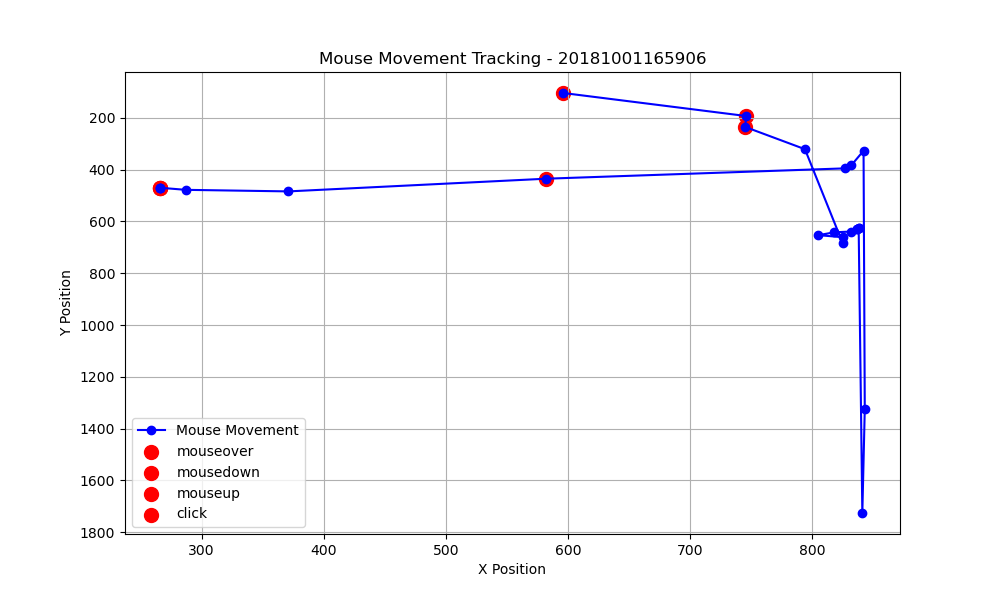 Mouse Movement Tracking - 20181001165906
Y Position
200
400
600
800
1000
1200
1400
1600
1800
Mouse Movement
mouseover
mousedown
mouseup
click
300 400 500 600 700 800
X Position